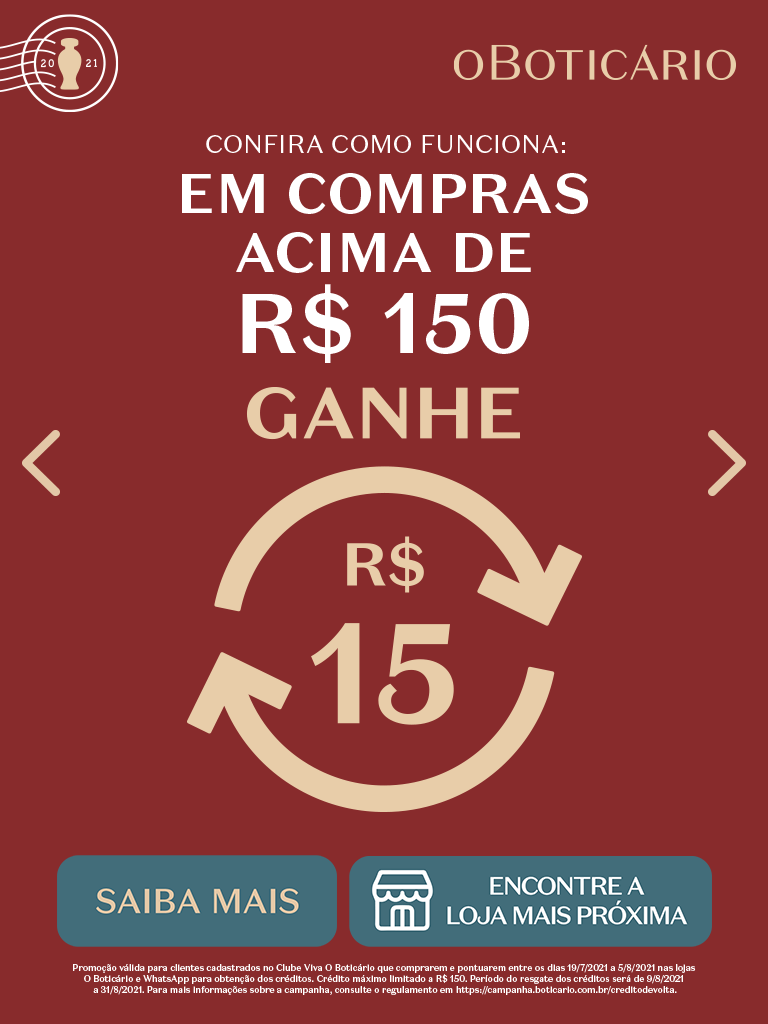 20 21
oBOTICÁRIO
CONFIRA COMO FUNCIONA:
EM COMPRAS
ACIMA DE
R$ 150
GANHE
R$
15
SAIBA MAIS
ENCONTRE A
LOJA MAIS PRÓXIMA
Promoção válida para clientes cadastrados no Clube Viva O Boticário que comprarem e pontuarem entre os dias 19/7/2021 a 5/8/2021 nas lojas
O Boticário e WhatsApp para obtenção dos créditos. Crédito máximo limitado a R$ 150. Período do resgate dos créditos será de 9/8/2021
a 31/8/2021. Para mais informações sobre a campanha, consulte o regulamento em https://campanha.boticario.com.br/creditodevolta.